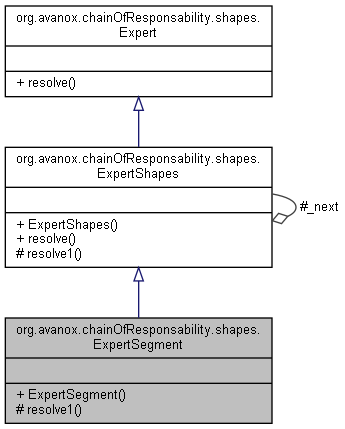 org.avanox.chainOfResponsability.shapes.
Expert
+ resolve()
org.avanox.chainOfResponsability.shapes.
ExpertShapes
#_next
+ ExpertShapes()
+ resolve()
# resolve1()
org.avanox.chainOfResponsability.shapes.
ExpertSegment
+ ExpertSegment()
# resolve1()